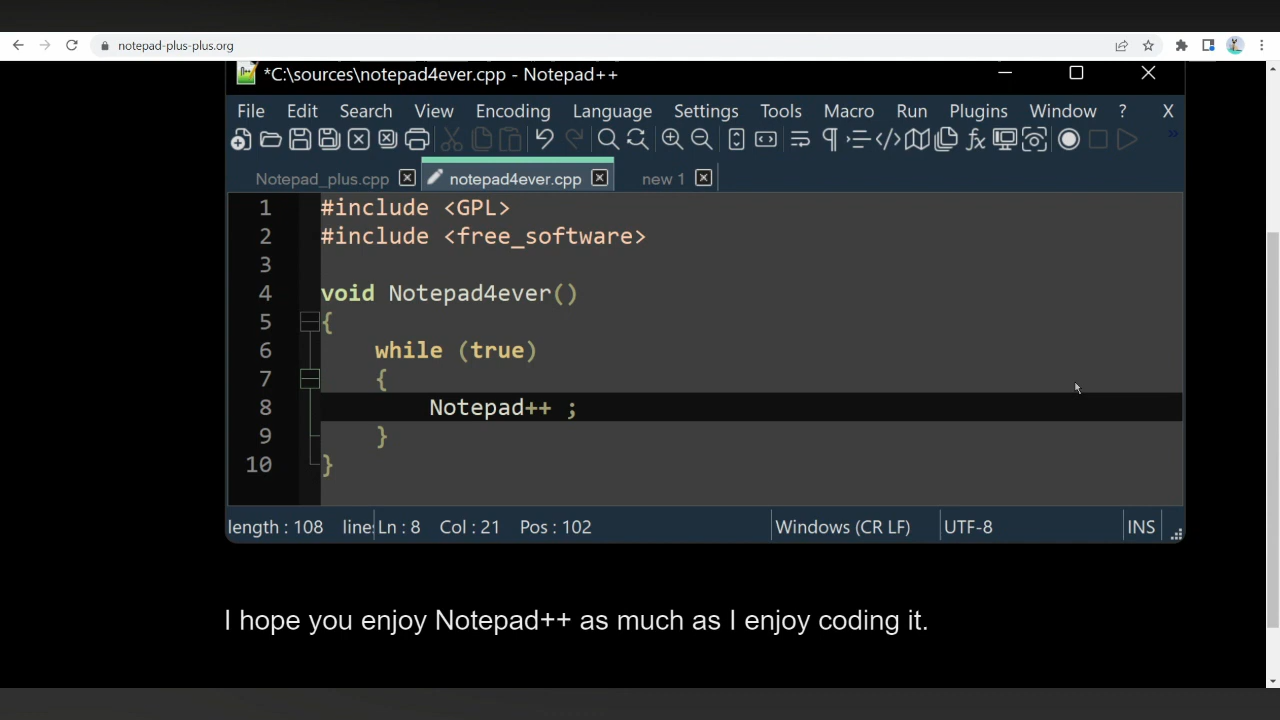 notepad-plus-plus.org
*C:\sources\notepad4ever.cpp - Notepad++
File Edit Search View Encoding Language Settings Tools Macro Run Plugins Window ? X
Notepad_plus.cpp notepad4ever.cpp new 1
1 #include <GPL>
2 #include <free_software>
3
4 void Notepad4ever()
5 {
6 while (true)
7 {
8 Notepad++ ;
9 }
10 }
length : 108 line Ln : 8 Col : 21 Pos : 102 Windows (CR LF) UTF-8 INS
I hope you enjoy Notepad++ as much as I enjoy coding it.